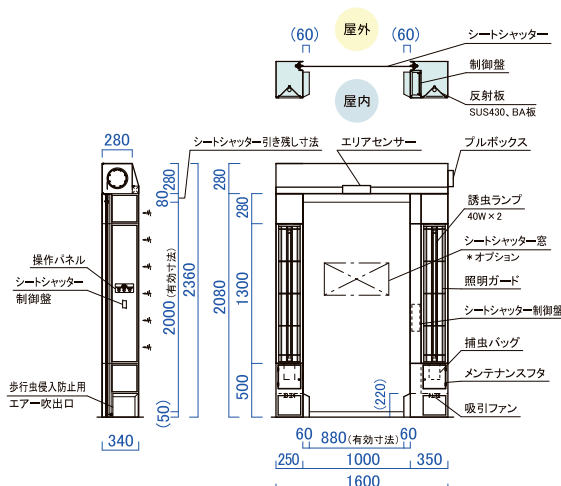 (60)
屋外
(60)
シートシャッター
制御盤
屋内
反射板
SUS430、BA板
280
シートシャッター引き残し寸法
エリアセンサー
プルボックス
280
80
280
280
誘虫ランプ
40W×2
シートシャッター窓
*オプション
操作パネル
シートシャッター
制御盤
2000(有効寸法)
2360
2080
1300
照明ガード
シートシャッター制御盤
捕虫バッグ
メンテナンスフタ
歩行虫侵入防止用
エアー吹出口
(50)
500
(220)
吸引ファン
340
60
880(有効寸法)
60
250
1000
350
1600